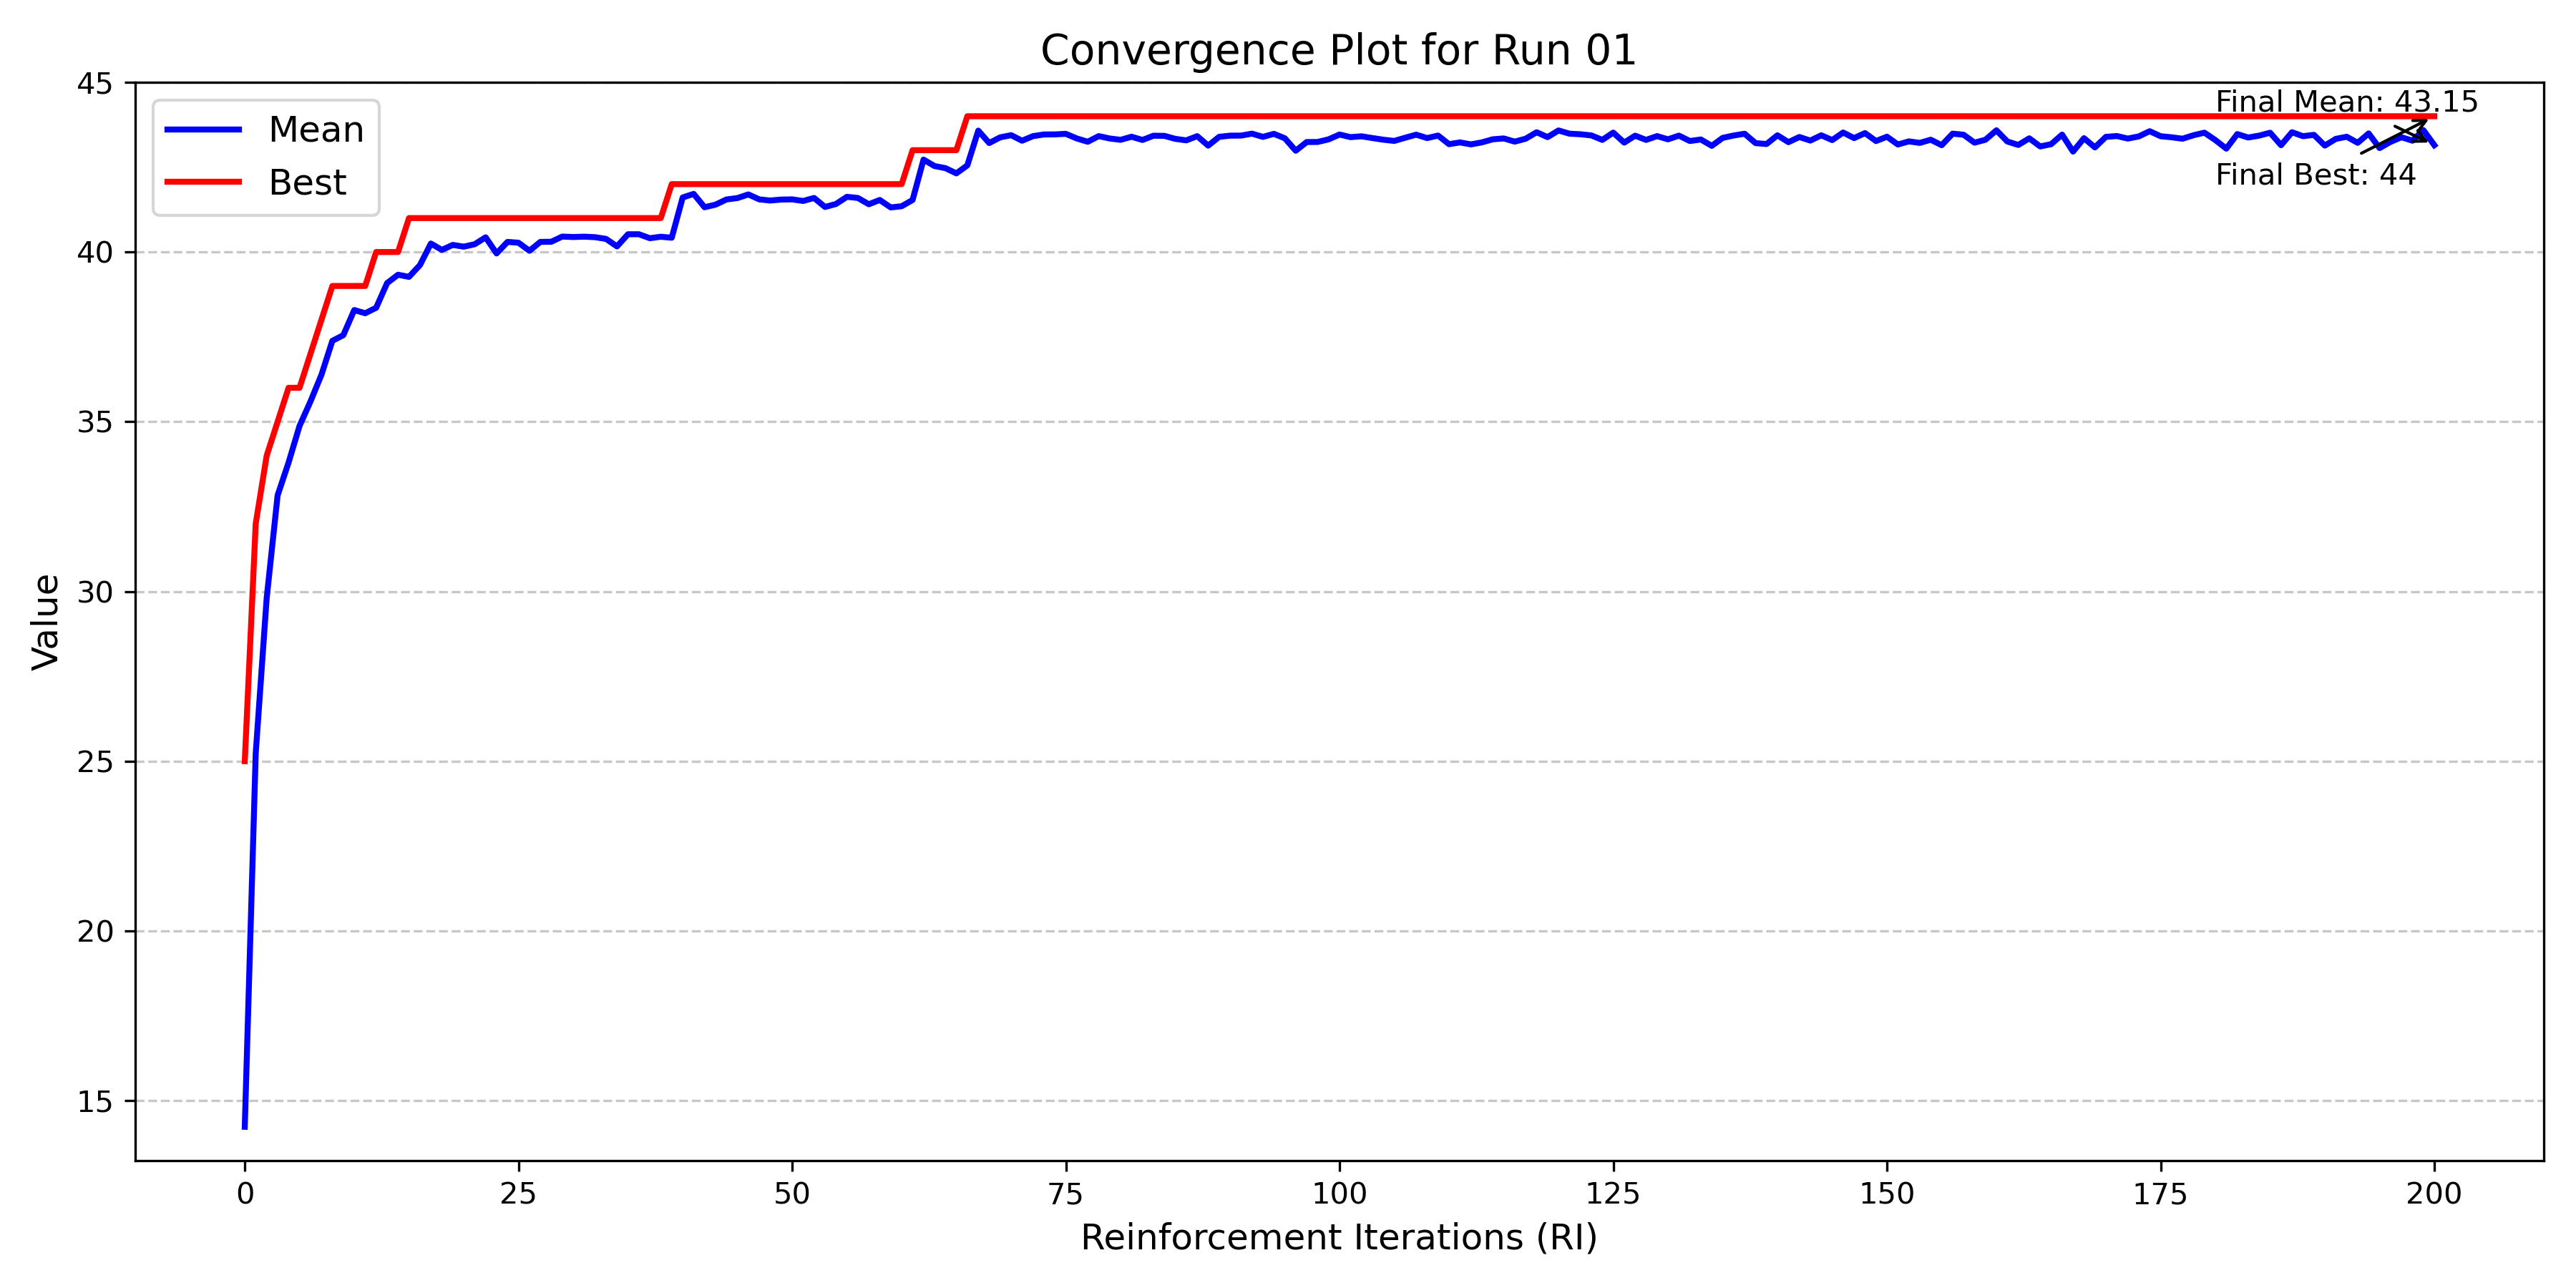 Convergence Plot for Run 01
Mean
Best
Final Mean: 43.15
Final Best: 44
Value
45
40
35
30
25
20
15
0 25 50 75 100 125 150 175 200
Reinforcement Iterations (RI)